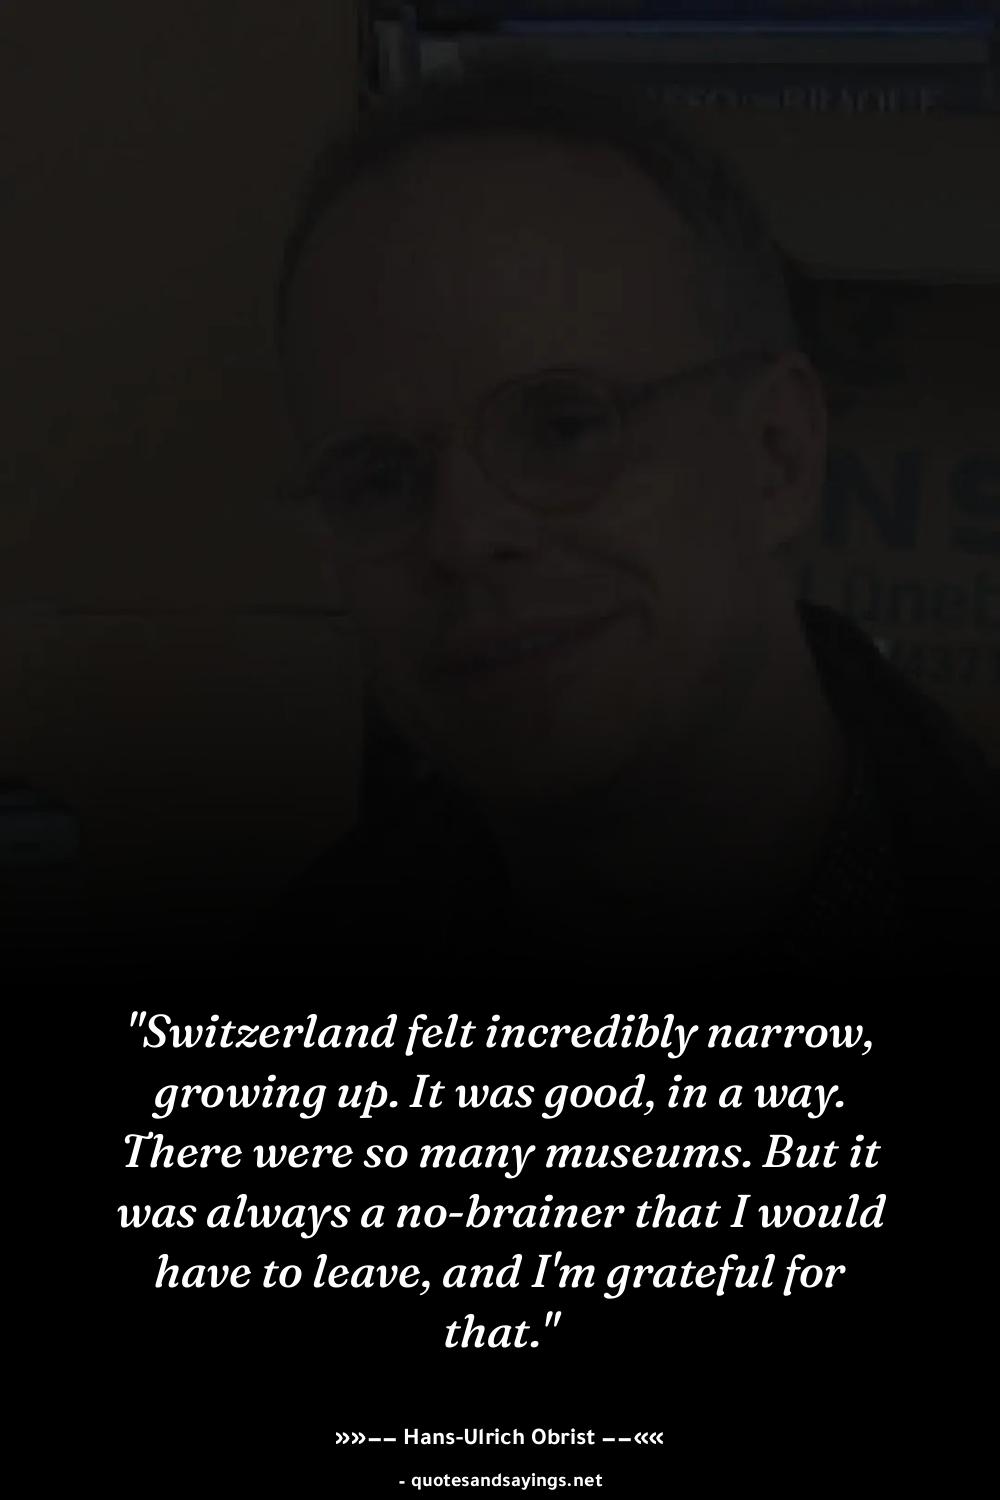 "Switzerland felt incredibly narrow,
growing up. It was good, in a way.
There were so many museums. But it
was always a no-brainer that I would
have to leave, and I'm grateful for
that."
»»−− Hans-Ulrich Obrist −−««
- quotesandsayings.net